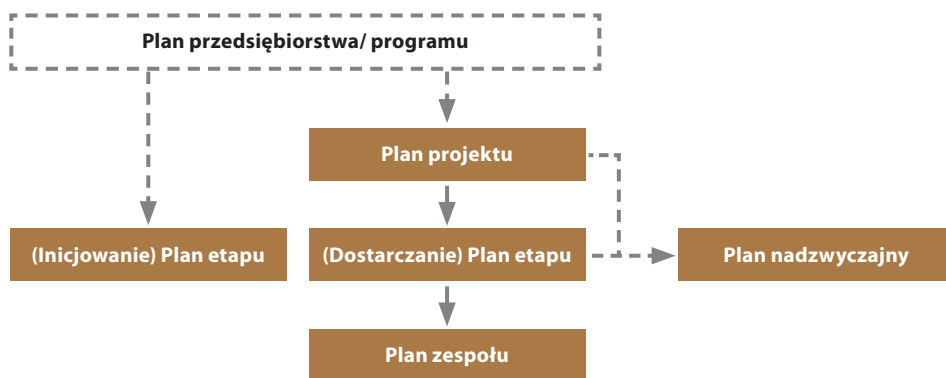 Plan przedsiębiorstwa/ programu
Plan projektu
(Inicjowanie) Plan etapu
(Dostarczanie) Plan etapu
Plan nadzwyczajny
Plan zespołu